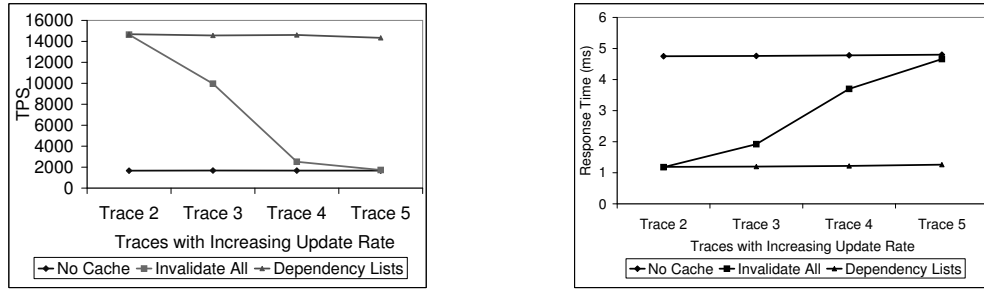 16000
14000
12000
10000
8000
6000
4000
2000
0
TPS
Trace 2 Trace 3 Trace 4 Trace 5
Traces with Increasing Update Rate
No Cache Invalidate All Dependency Lists
6
5
4
3
2
1
0
Response Time (ms)
Trace 2 Trace 3 Trace 4 Trace 5
Traces with Increasing Update Rate
No Cache Invalidate All Dependency Lists